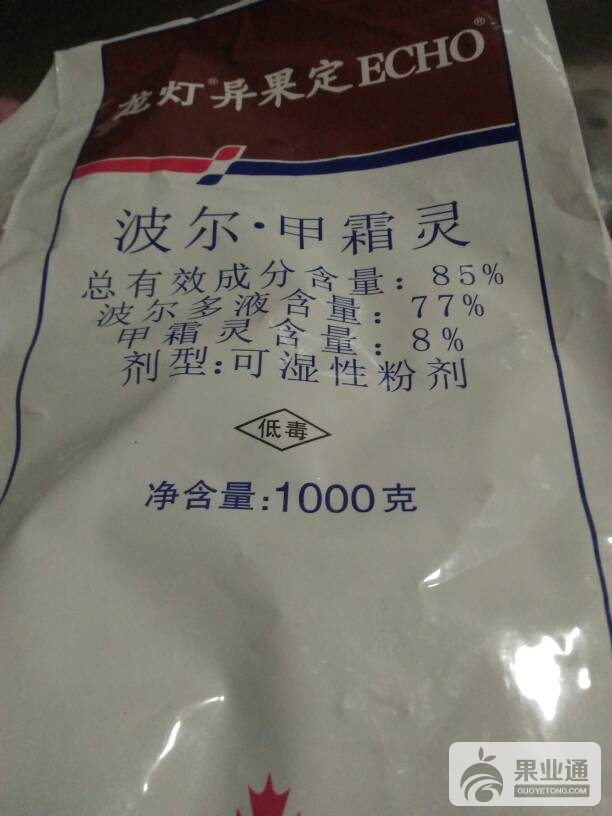 龙灯®异果定ECHO®
波尔·甲霜灵
总有效成分含量：85%
波尔多液含量：77%
甲霜灵含量：8%
剂型：可湿性粉剂
低毒
净含量：1000克
果业通
GUOYETONG.COM